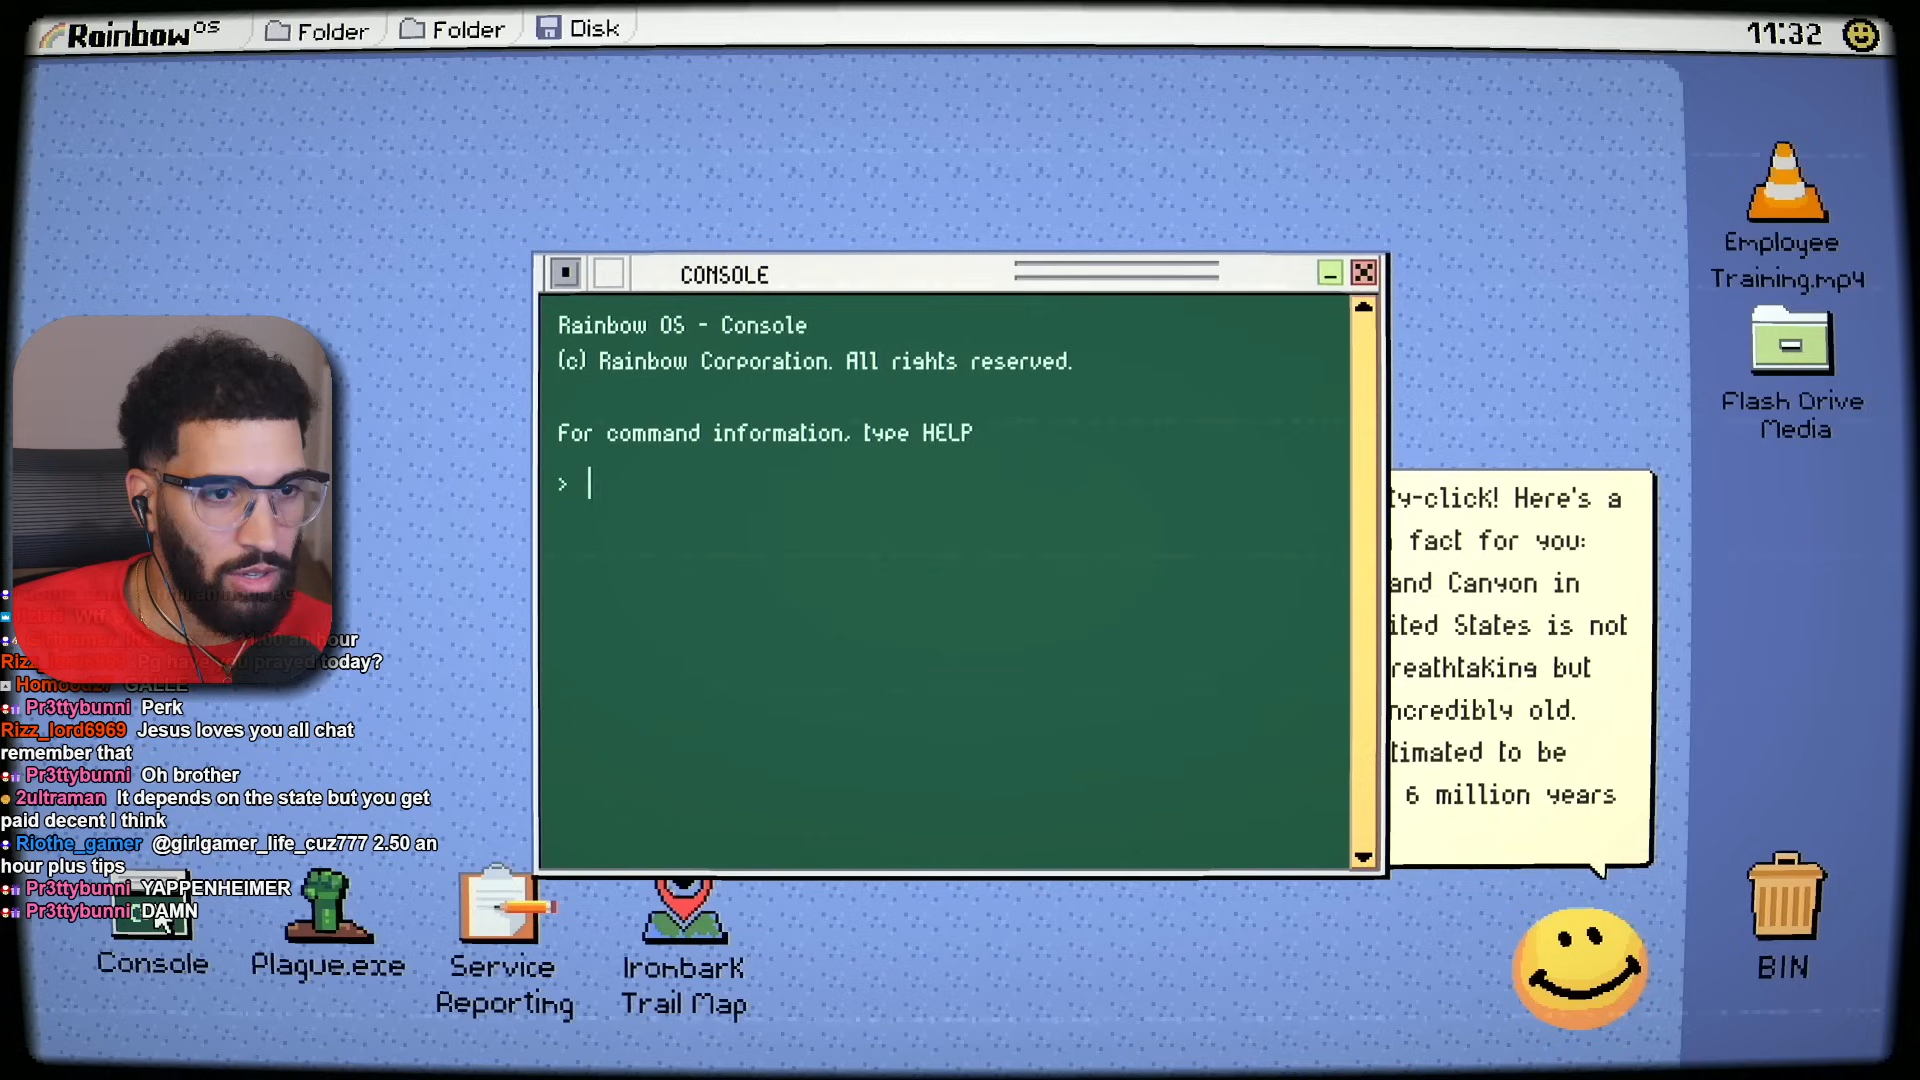 Rainbow OS
Folder
Folder
Disk
11:32
Employee
Training.mp4
Flash Drive
Media
CONSOLE
Rainbow OS - Console
(c) Rainbow Corporation. All rights reserved.
For command information, type HELP
>
ty-click! Here's a
fact for you:
and Canyon in
ited States is not
reathtaking but
ncredibly old.
timated to be
6 million years
an hour
Rizz_lord6969 Pg have you prayed today?
GALLE
Pr3ttybunni Perk
Rizz_lord6969 Jesus loves you all chat
remember that
Pr3ttybunni Oh brother
2ultraman It depends on the state but you get
paid decent I think
Riothe_gamer @girlgamer_life_cuz777 2.50 an
hour plus tips
Pr3ttybunni YAPPENHEIMER
Pr3ttybunni DAMN
Console
Plague.exe
Service
Reporting
Ironbark
Trail Map
BIN